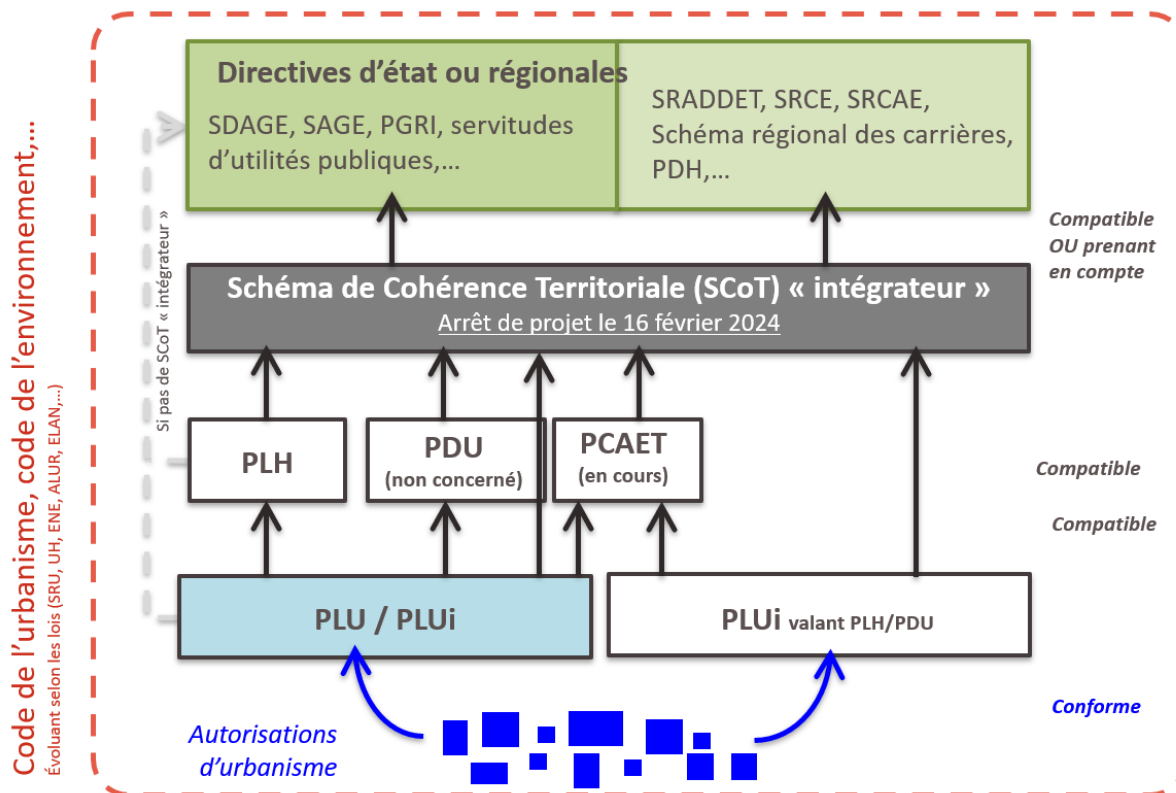 Code de l'urbanisme, code de l'environnement,…
Évoluant selon les lois (SRU, UH, ENE, ALUR, ELAN,…)
Si pas de SCoT « intégrateur »
Directives d'état ou régionales
SDAGE, SAGE, PGRI, servitudes
d'utilités publiques,…
SRADDET, SRCE, SRCAE,
Schéma régional des carrières,
PDH,…
Compatible
OU prenant
en compte
Schéma de Cohérence Territoriale (SCoT) « intégrateur »
Arrêt de projet le 16 février 2024
PLH
PDU
(non concerné)
PCAET
(en cours)
Compatible
Compatible
PLU / PLUi
PLUi valant PLH/PDU
Conforme
Autorisations
d'urbanisme